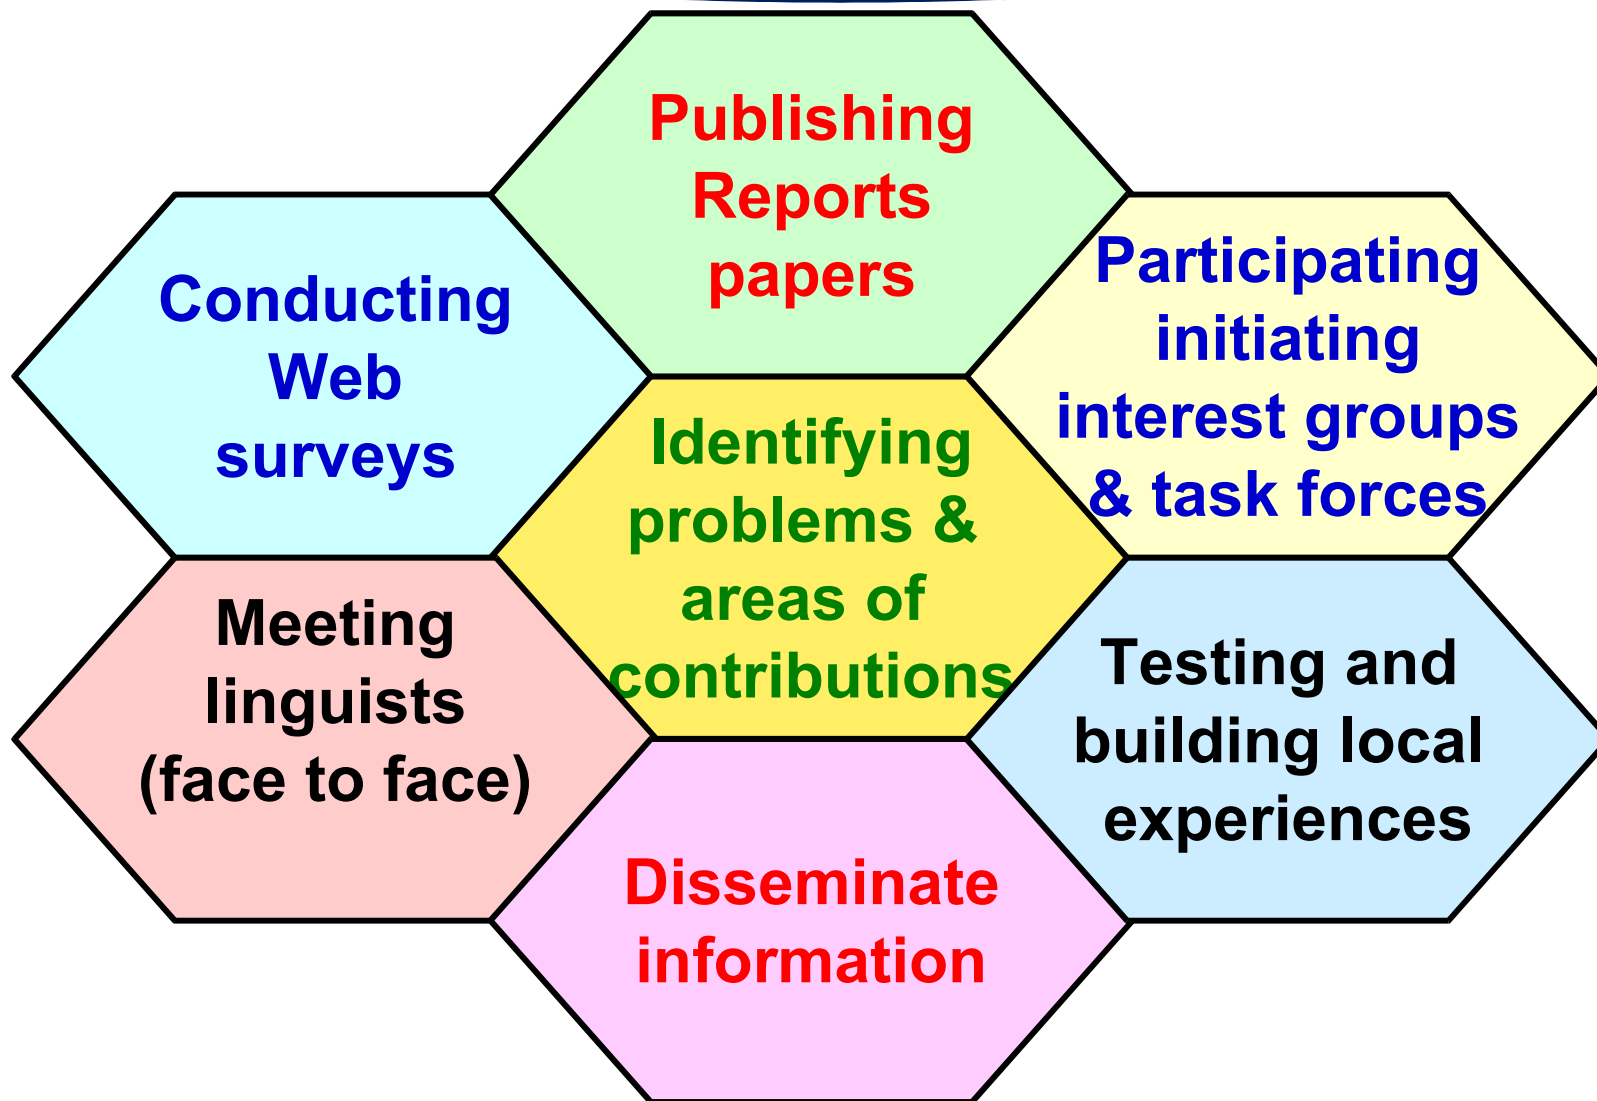 Publishing
Reports
papers
Conducting
Web
surveys
Participating
initiating
interest groups
& task forces
Identifying
problems &
areas of
contributions
Meeting
linguists
(face to face)
Testing and
building local
experiences
Disseminate
information